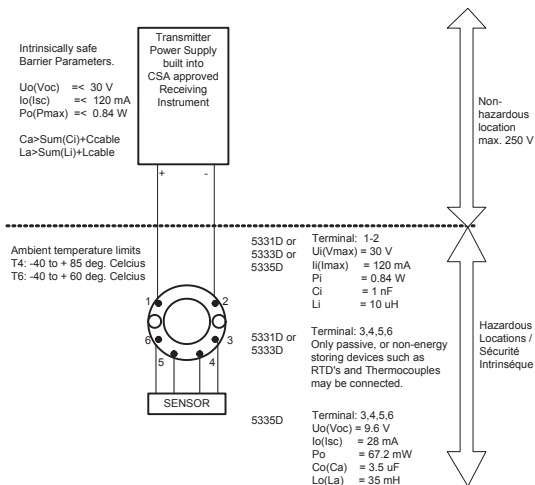 Intrinsically safe
Barrier Parameters.
Uo(Voc) =< 30 V
Io(Isc) =< 120 mA
Po(Pmax) =< 0.84 W
Ca>Sum(Ci)+Ccable
La>Sum(Li)+Lcable
Transmitter
Power Supply
built into
CSA approved
Receiving
Instrument
+ -
Non-
hazardous
location
max. 250 V
Ambient temperature limits
T4: -40 to + 85 deg. Celcius
T6: -40 to + 60 deg. Celcius
1 2
6 3
5 4
SENSOR
5331D or
5333D or
5335D
Terminal: 1-2
Ui(Vmax) = 30 V
Ii(Imax) = 120 mA
Pi = 0.84 W
Ci = 1 nF
Li = 10 uH
5331D or
5333D
Terminal: 3,4,5,6
Only passive, or non-energy
storing devices such as
RTD's and Thermocouples
may be connected.
5335D
Terminal: 3,4,5,6
Uo(Voc) = 9.6 V
Io(Isc) = 28 mA
Po = 67.2 mW
Co(Ca) = 3.5 uF
Lo(La) = 35 mH
Hazardous
Locations /
Sécurité
Intrinséque